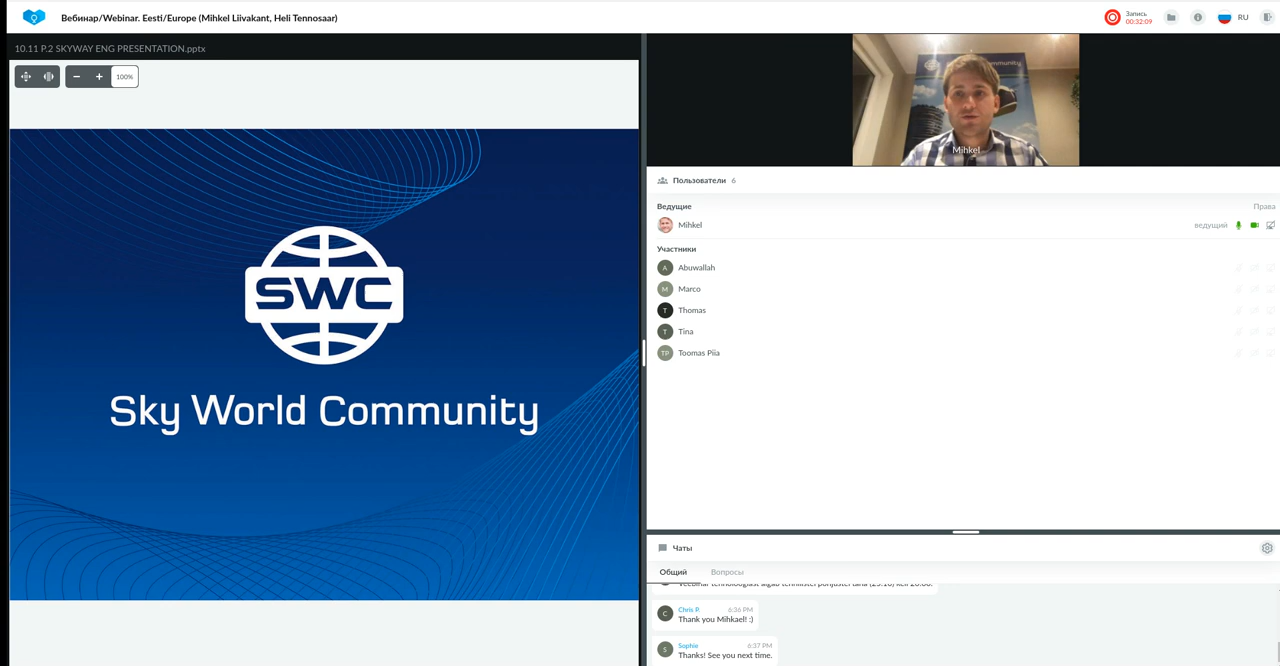 Вебинар/Webinar. Eesti/Europe (Mihkel Liivakant, Heli Tennosaar)
Запись
00:32:09
RU
10.11 P.2 SKYWAY ENG PRESENTATION.pptx
100%
SWC
Sky World Community
Mihkel
Пользователи 6
Ведущие
Права
Mihkel
ведущий
Участники
A Abuwallah
M Marco
T Thomas
T Tina
TP Toomas Piia
Чаты
Общий
Вопросы
C Chris P. 6:36 PM
Thank you Mihkael! :)
S Sophie 6:37 PM
Thanks! See you next time.